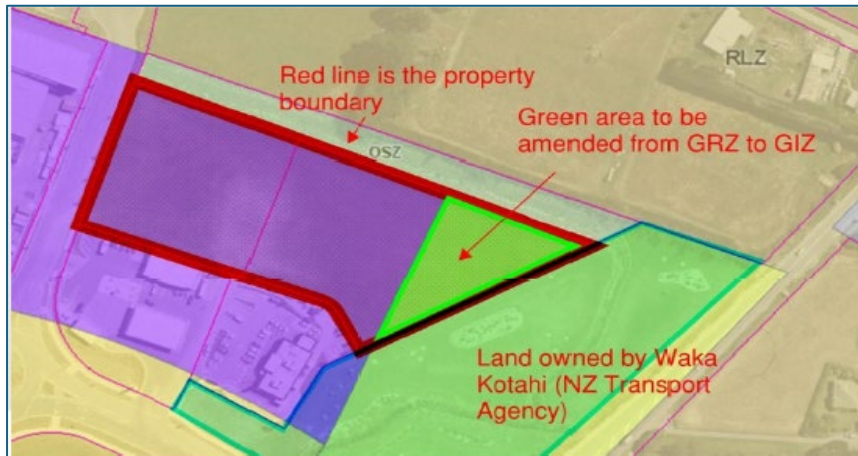 RLZ
Red line is the property
boundary
Green area to be
amended from GRZ to GIZ
OSZ
Land owned by Waka
Kotahi (NZ Transport
Agency)